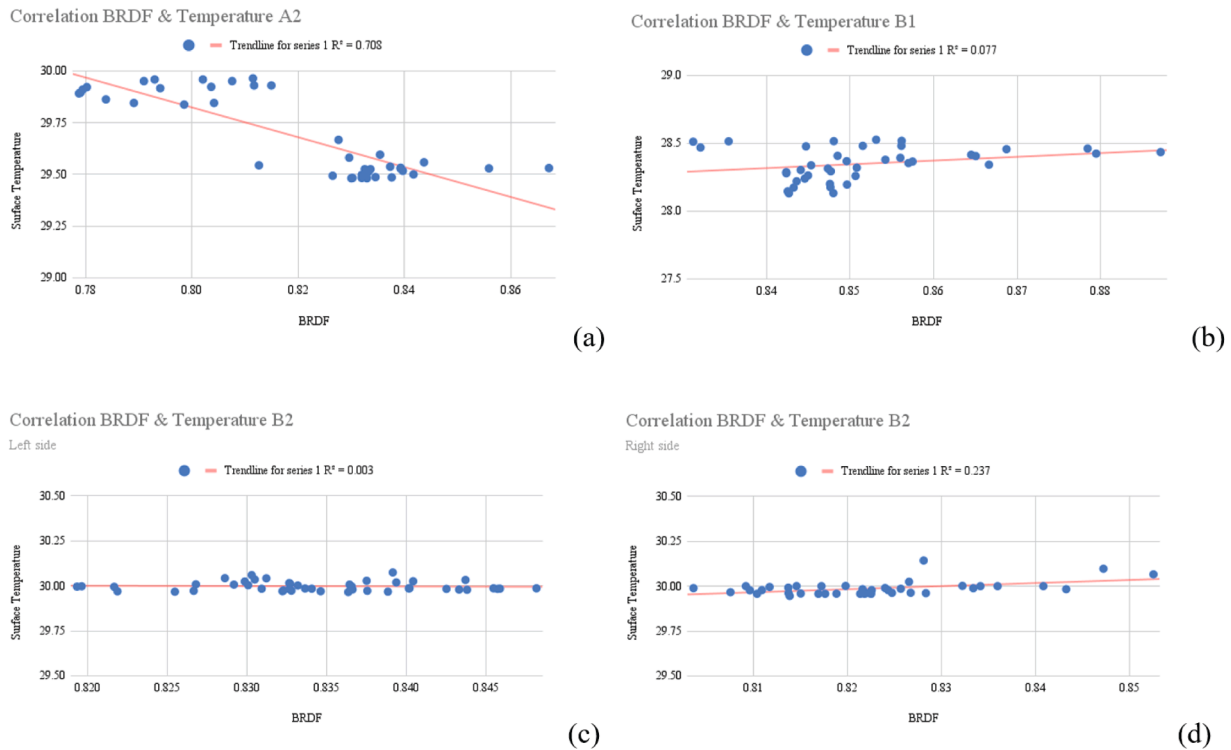 Correlation BRDF & Temperature A2
Trendline for series 1 R² = 0.708
30.00
29.75
29.50
29.25
29.00
Surface Temperature
0.78 0.80 0.82 0.84 0.86
BRDF
(a)
Correlation BRDF & Temperature B1
Trendline for series 1 R² = 0.077
29.0
28.5
28.0
27.5
Surface Temperature
0.84 0.85 0.86 0.87 0.88
BRDF
(b)
Correlation BRDF & Temperature B2
Left side
Trendline for series 1 R² = 0.003
30.50
30.25
30.00
29.75
29.50
Surface Temperature
0.820 0.825 0.830 0.835 0.840 0.845
BRDF
(c)
Correlation BRDF & Temperature B2
Right side
Trendline for series 1 R² = 0.237
30.50
30.25
30.00
29.75
29.50
Surface Temperature
0.81 0.82 0.83 0.84 0.85
BRDF
(d)